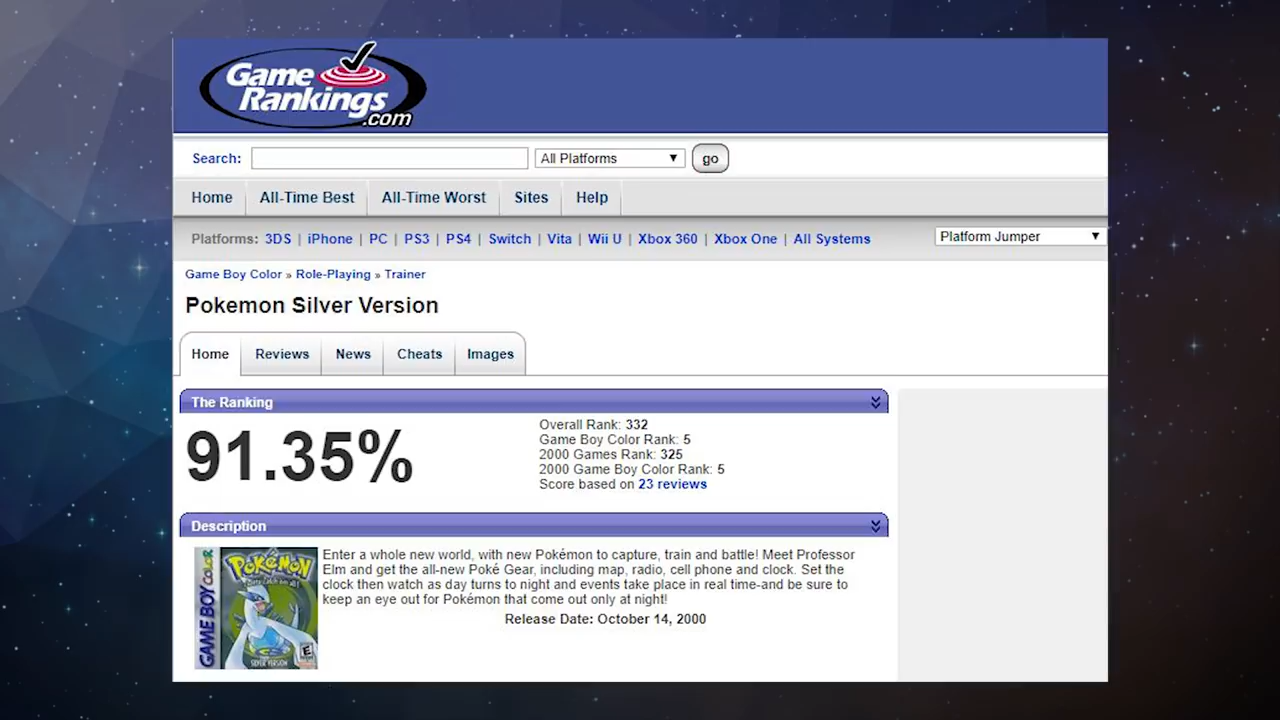 Game
Rankings
.com
Search:
All Platforms
go
Home
All-Time Best
All-Time Worst
Sites
Help
Platforms: 3DS | iPhone | PC | PS3 | PS4 | Switch | Vita | Wii U | Xbox 360 | Xbox One | All Systems
Platform Jumper
Game Boy Color » Role-Playing » Trainer
Pokemon Silver Version
Home
Reviews
News
Cheats
Images
The Ranking
91.35%
Overall Rank: 332
Game Boy Color Rank: 5
2000 Games Rank: 325
2000 Game Boy Color Rank: 5
Score based on 23 reviews
Description
GAME BOY COLOR
POKéMON
Gotta catch 'em all!
SILVER VERSION
E
Enter a whole new world, with new Pokémon to capture, train and battle! Meet Professor
Elm and get the all-new Poké Gear, including map, radio, cell phone and clock. Set the
clock then watch as day turns to night and events take place in real time-and be sure to
keep an eye out for Pokémon that come out only at night!
Release Date: October 14, 2000